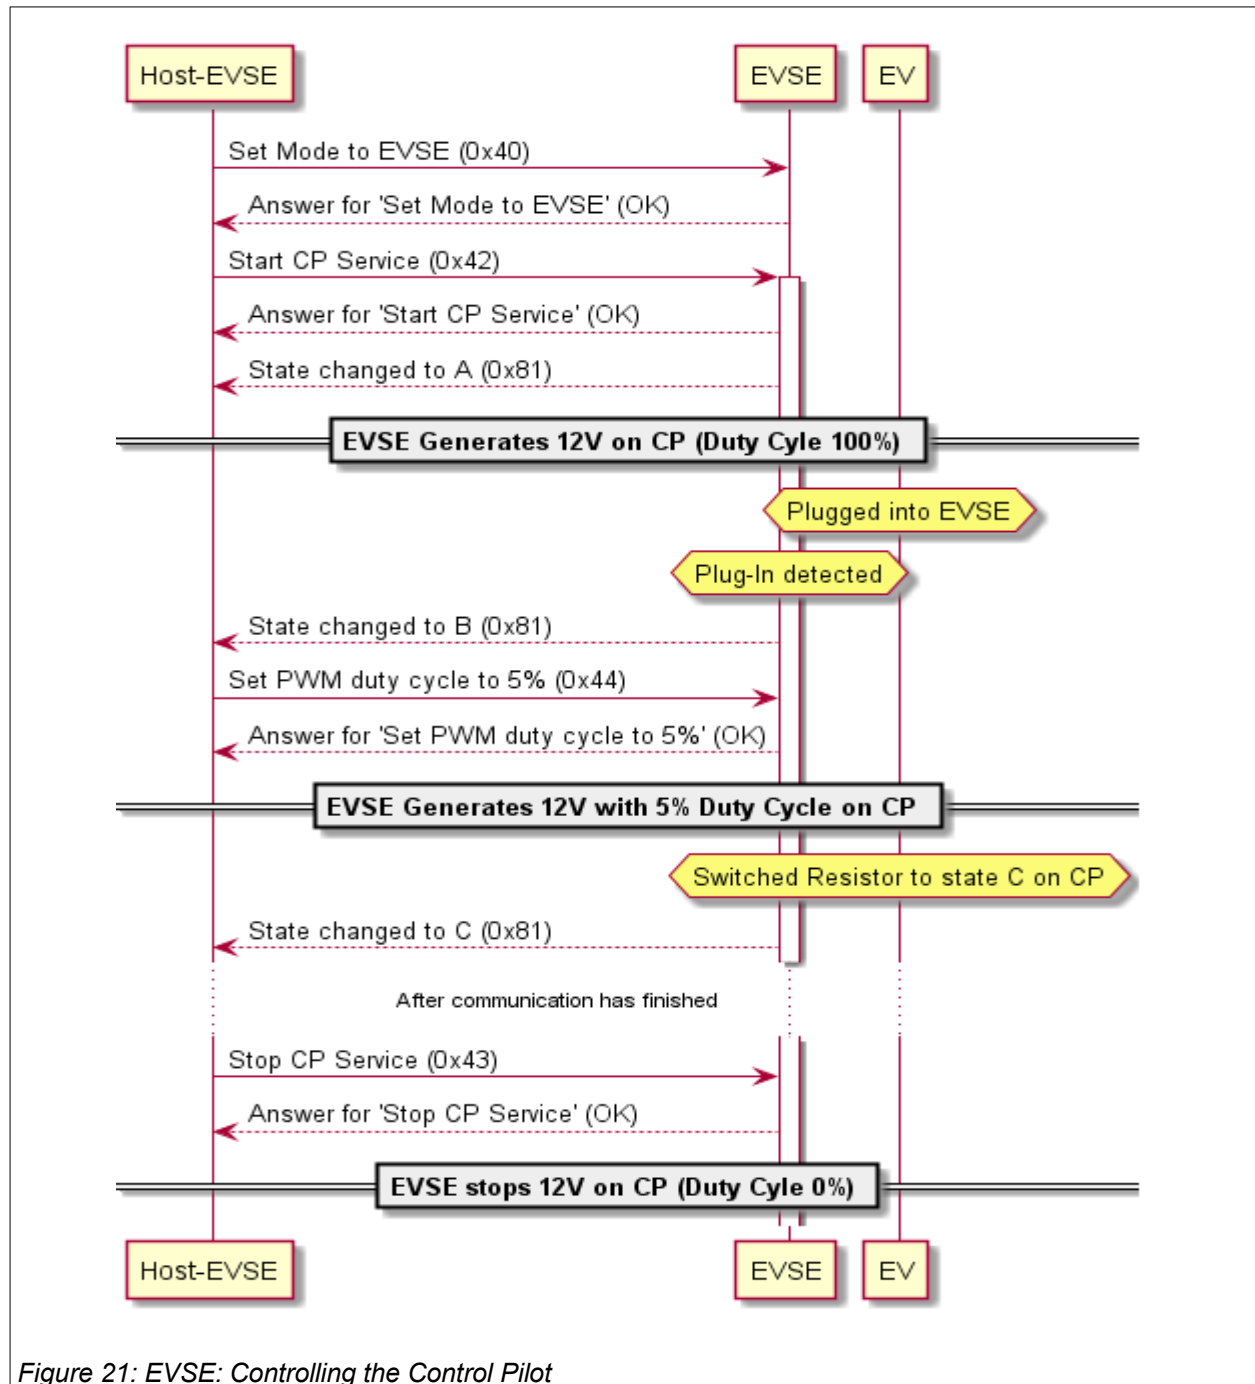 Host-EVSE EVSE EV
Set Mode to EVSE (0x40)
Answer for 'Set Mode to EVSE' (OK)
Start CP Service (0x42)
Answer for 'Start CP Service' (OK)
State changed to A (0x81)
EVSE Generates 12V on CP (Duty Cyle 100%)
Plugged into EVSE
Plug-In detected
State changed to B (0x81)
Set PWM duty cycle to 5% (0x44)
Answer for 'Set PWM duty cycle to 5%' (OK)
EVSE Generates 12V with 5% Duty Cycle on CP
Switched Resistor to state C on CP
State changed to C (0x81)
After communication has finished
Stop CP Service (0x43)
Answer for 'Stop CP Service' (OK)
EVSE stops 12V on CP (Duty Cyle 0%)
Host-EVSE EVSE EV
Figure 21: EVSE: Controlling the Control Pilot